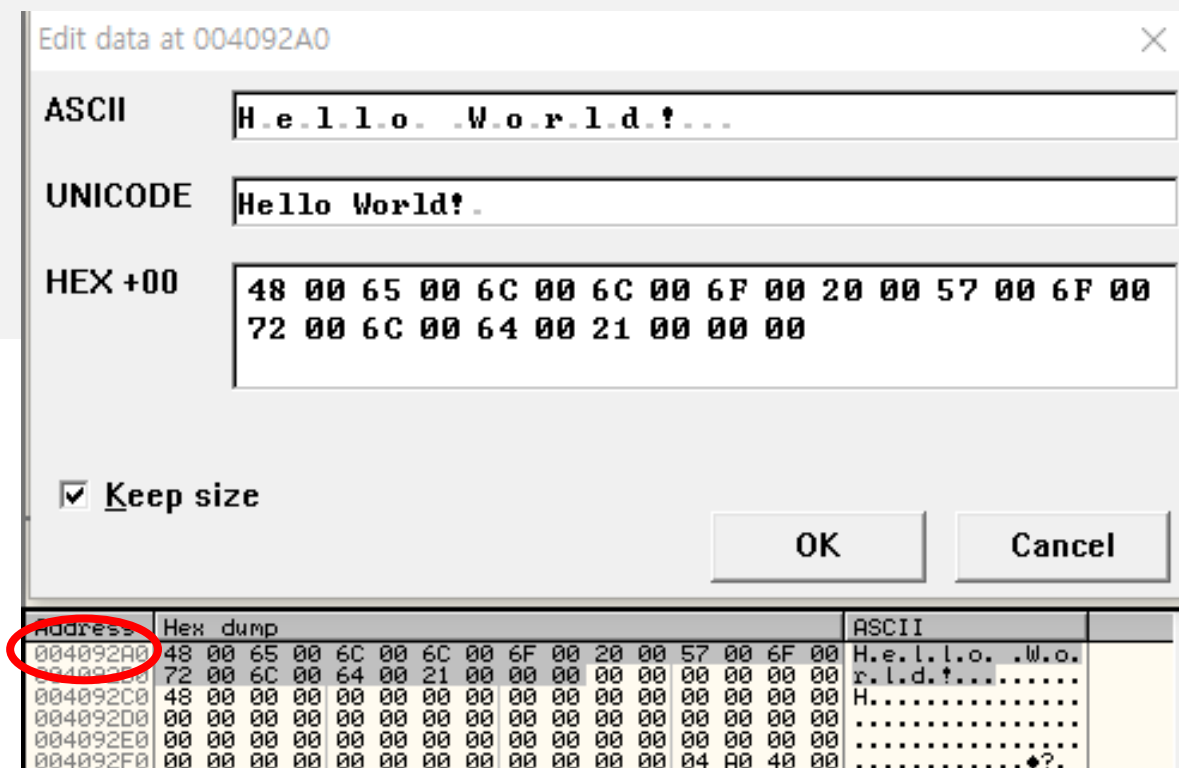 Edit data at 004092A0
ASCII H.e.l.l.o. .W.o.r.l.d.!...
UNICODE Hello World!.
HEX +00 48 00 65 00 6C 00 6C 00 6F 00 20 00 57 00 6F 00
72 00 6C 00 64 00 21 00 00 00
Keep size
OK Cancel
Address Hex dump ASCII
004092A0 48 00 65 00 6C 00 6C 00 6F 00 20 00 57 00 6F 00 H.e.l.l.o. .W.o.
004092B0 72 00 6C 00 64 00 21 00 00 00 00 00 00 00 00 00 r.l.d.!.........
004092C0 48 00 00 00 00 00 00 00 00 00 00 00 00 00 00 00 H...............
004092D0 00 00 00 00 00 00 00 00 00 00 00 00 00 00 00 00 ................
004092E0 00 00 00 00 00 00 00 00 00 00 00 00 00 00 00 00 ................
004092F0 00 00 00 00 00 00 00 00 00 00 00 00 04 A0 40 00 ............♦?.